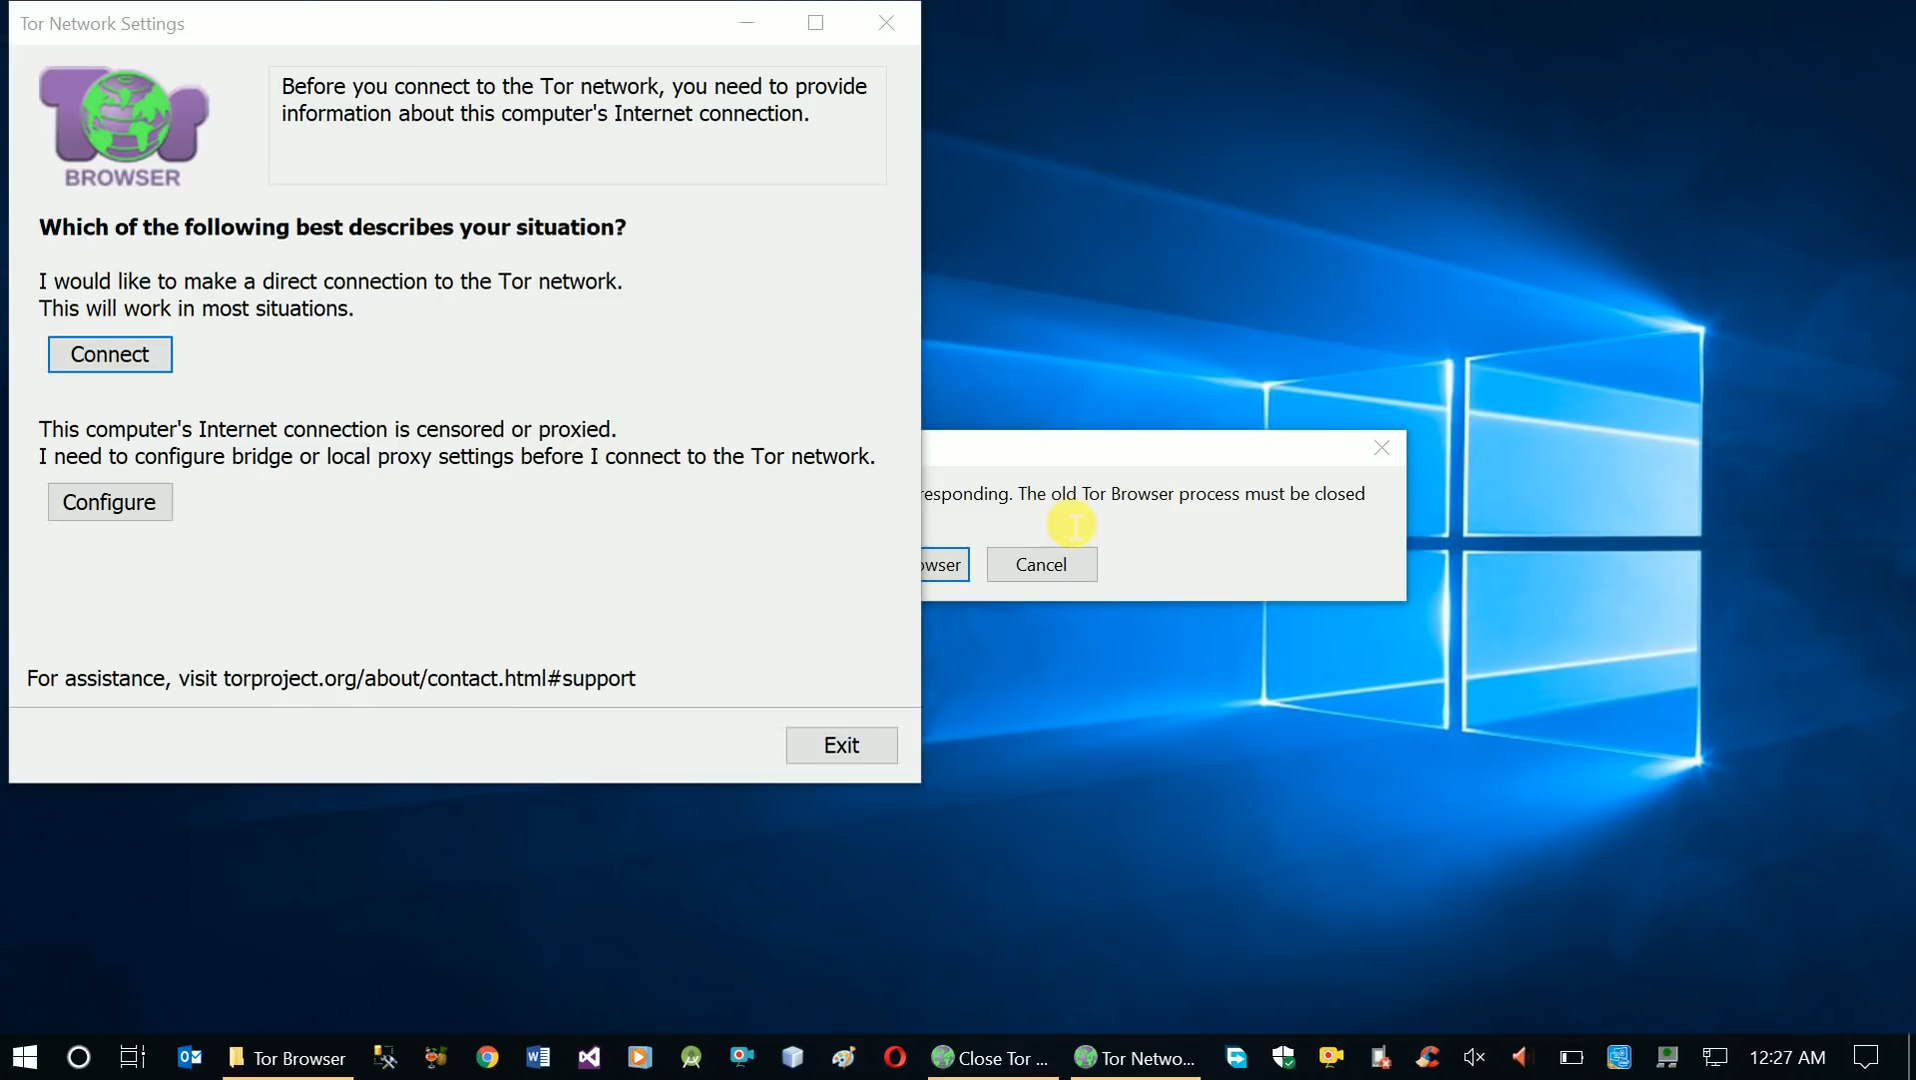 Tor Network Settings
Tor
BROWSER
Before you connect to the Tor network, you need to provide
information about this computer's Internet connection.
Which of the following best describes your situation?
I would like to make a direct connection to the Tor network.
This will work in most situations.
Connect
This computer's Internet connection is censored or proxied.
I need to configure bridge or local proxy settings before I connect to the Tor network.
Configure
For assistance, visit torproject.org/about/contact.html#support
Exit
responding. The old Tor Browser process must be closed
owser
Cancel
Tor Browser
Close Tor ...
Tor Netwo...
12:27 AM